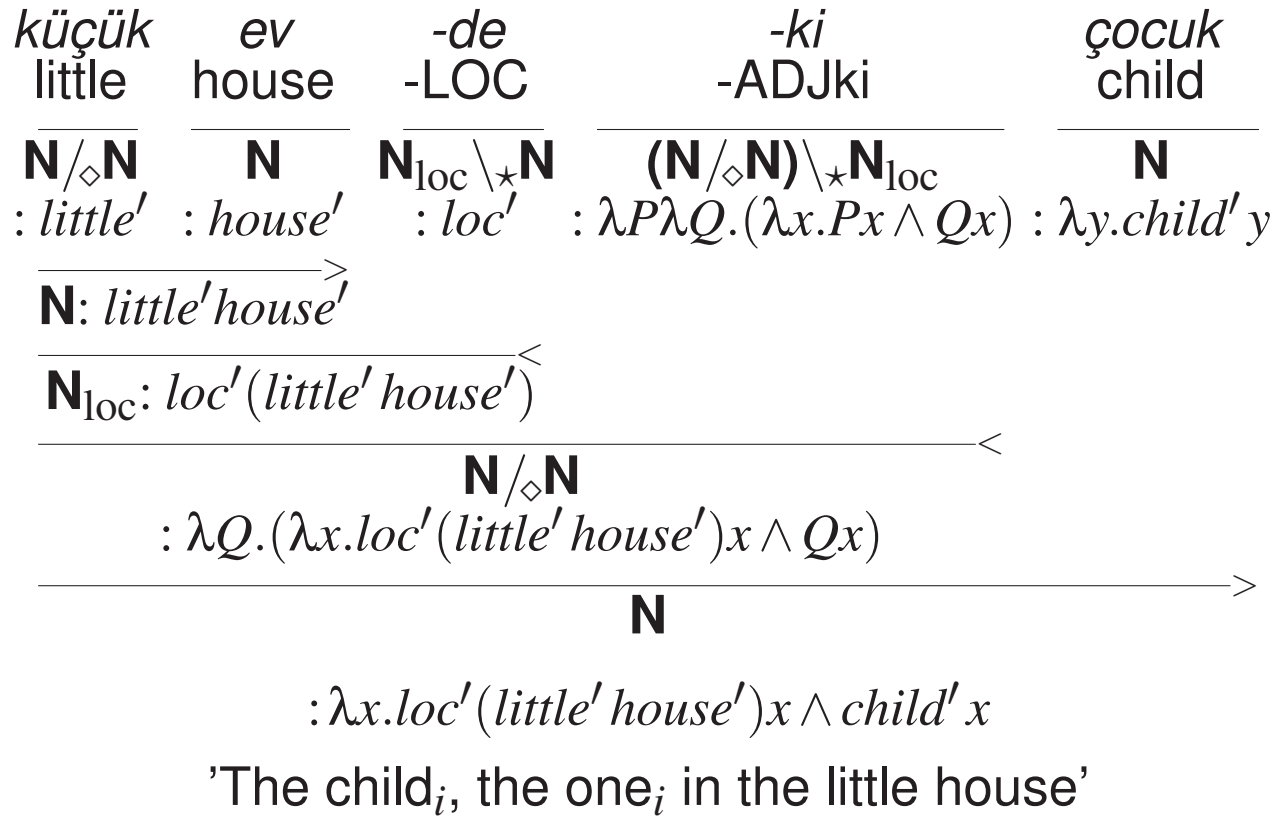 küçük ev -de -ki çocuk
little house -LOC -ADJki child
N/⋄N N N_loc\⋆N (N/⋄N)\⋆N_loc N
: little′ : house′ : loc′ : λPλQ.(λx.Px ∧ Qx) : λy.child′ y
>
N: little′house′
<
N_loc: loc′(little′ house′)
<
N/⋄N
: λQ.(λx.loc′(little′ house′)x ∧ Qx)
>
N
: λx.loc′(little′ house′)x ∧ child′ x
’The child_i, the one_i in the little house’